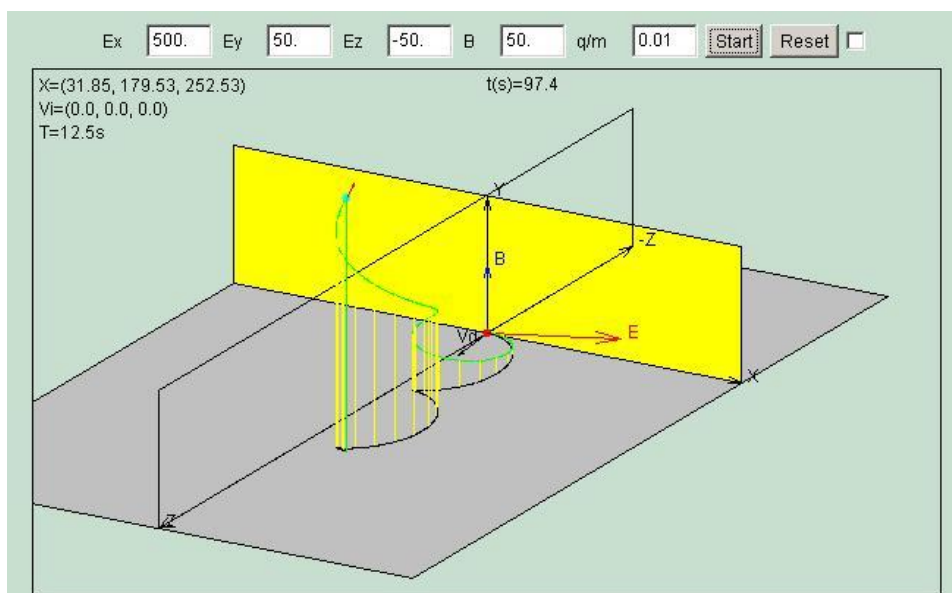 Ex 500. Ey 50. Ez -50. B 50. q/m 0.01 Start Reset
X=(31.85, 179.53, 252.53) t(s)=97.4
Vi=(0.0, 0.0, 0.0)
T=12.5s
Y
-Z
B
E
X
Z